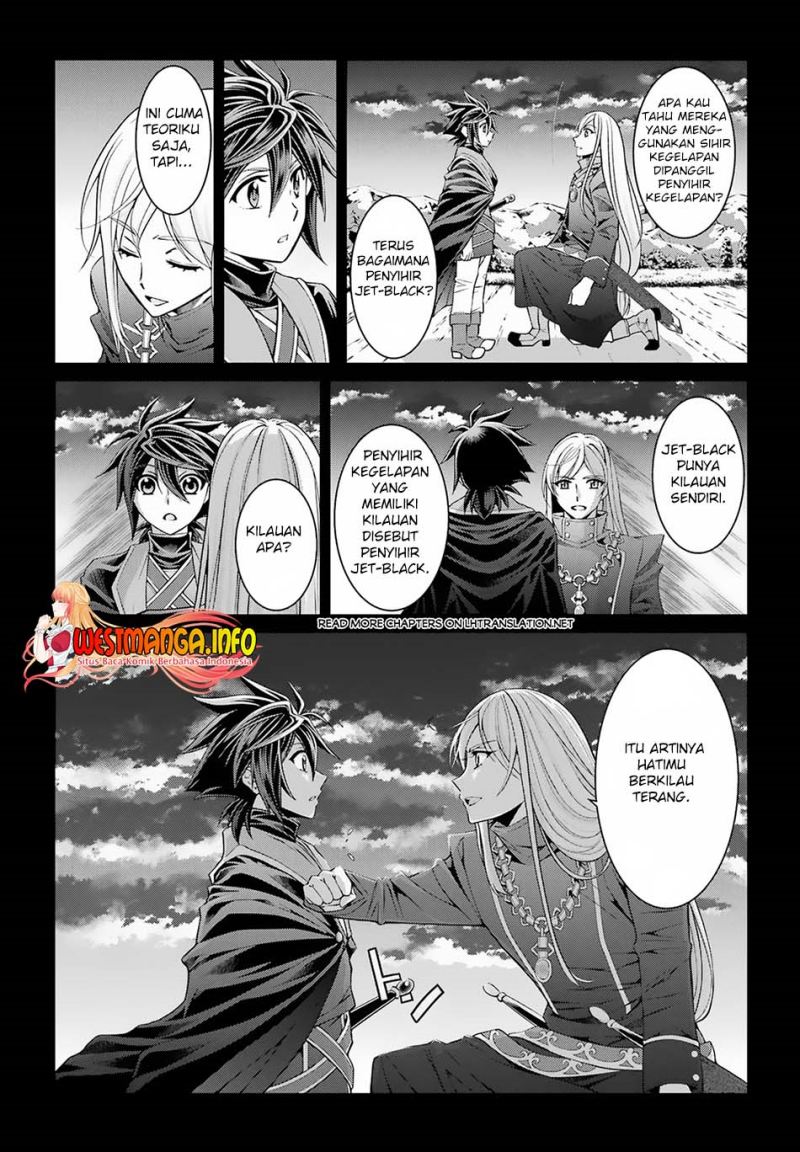 APA KAU
TAHU MEREKA
YANG MENG-
GUNAKAN SIHIR
KEGELAPAN
DIPANGGIL
PENYIHIR
KEGELAPAN?
TERUS
BAGAIMANA
PENYIHIR
JET-BLACK?
INI CUMA
TEORIKU
SAJA,
TAPI...
JET-BLACK
PUNYA
KILAUAN
SENDIRI.
PENYIHIR
KEGELAPAN
YANG
MEMILIKI
KILAUAN
DISEBUT
PENYIHIR
JET-BLACK.
KILAUAN
APA?
READ MORE CHAPTERS ON LHTRANSLATION.NET
WESTMANGA.INFO
Situs Baca Komik Berbahasa Indonesia
ITU ARTINYA
HATIMU
BERKILAU
TERANG.
トン